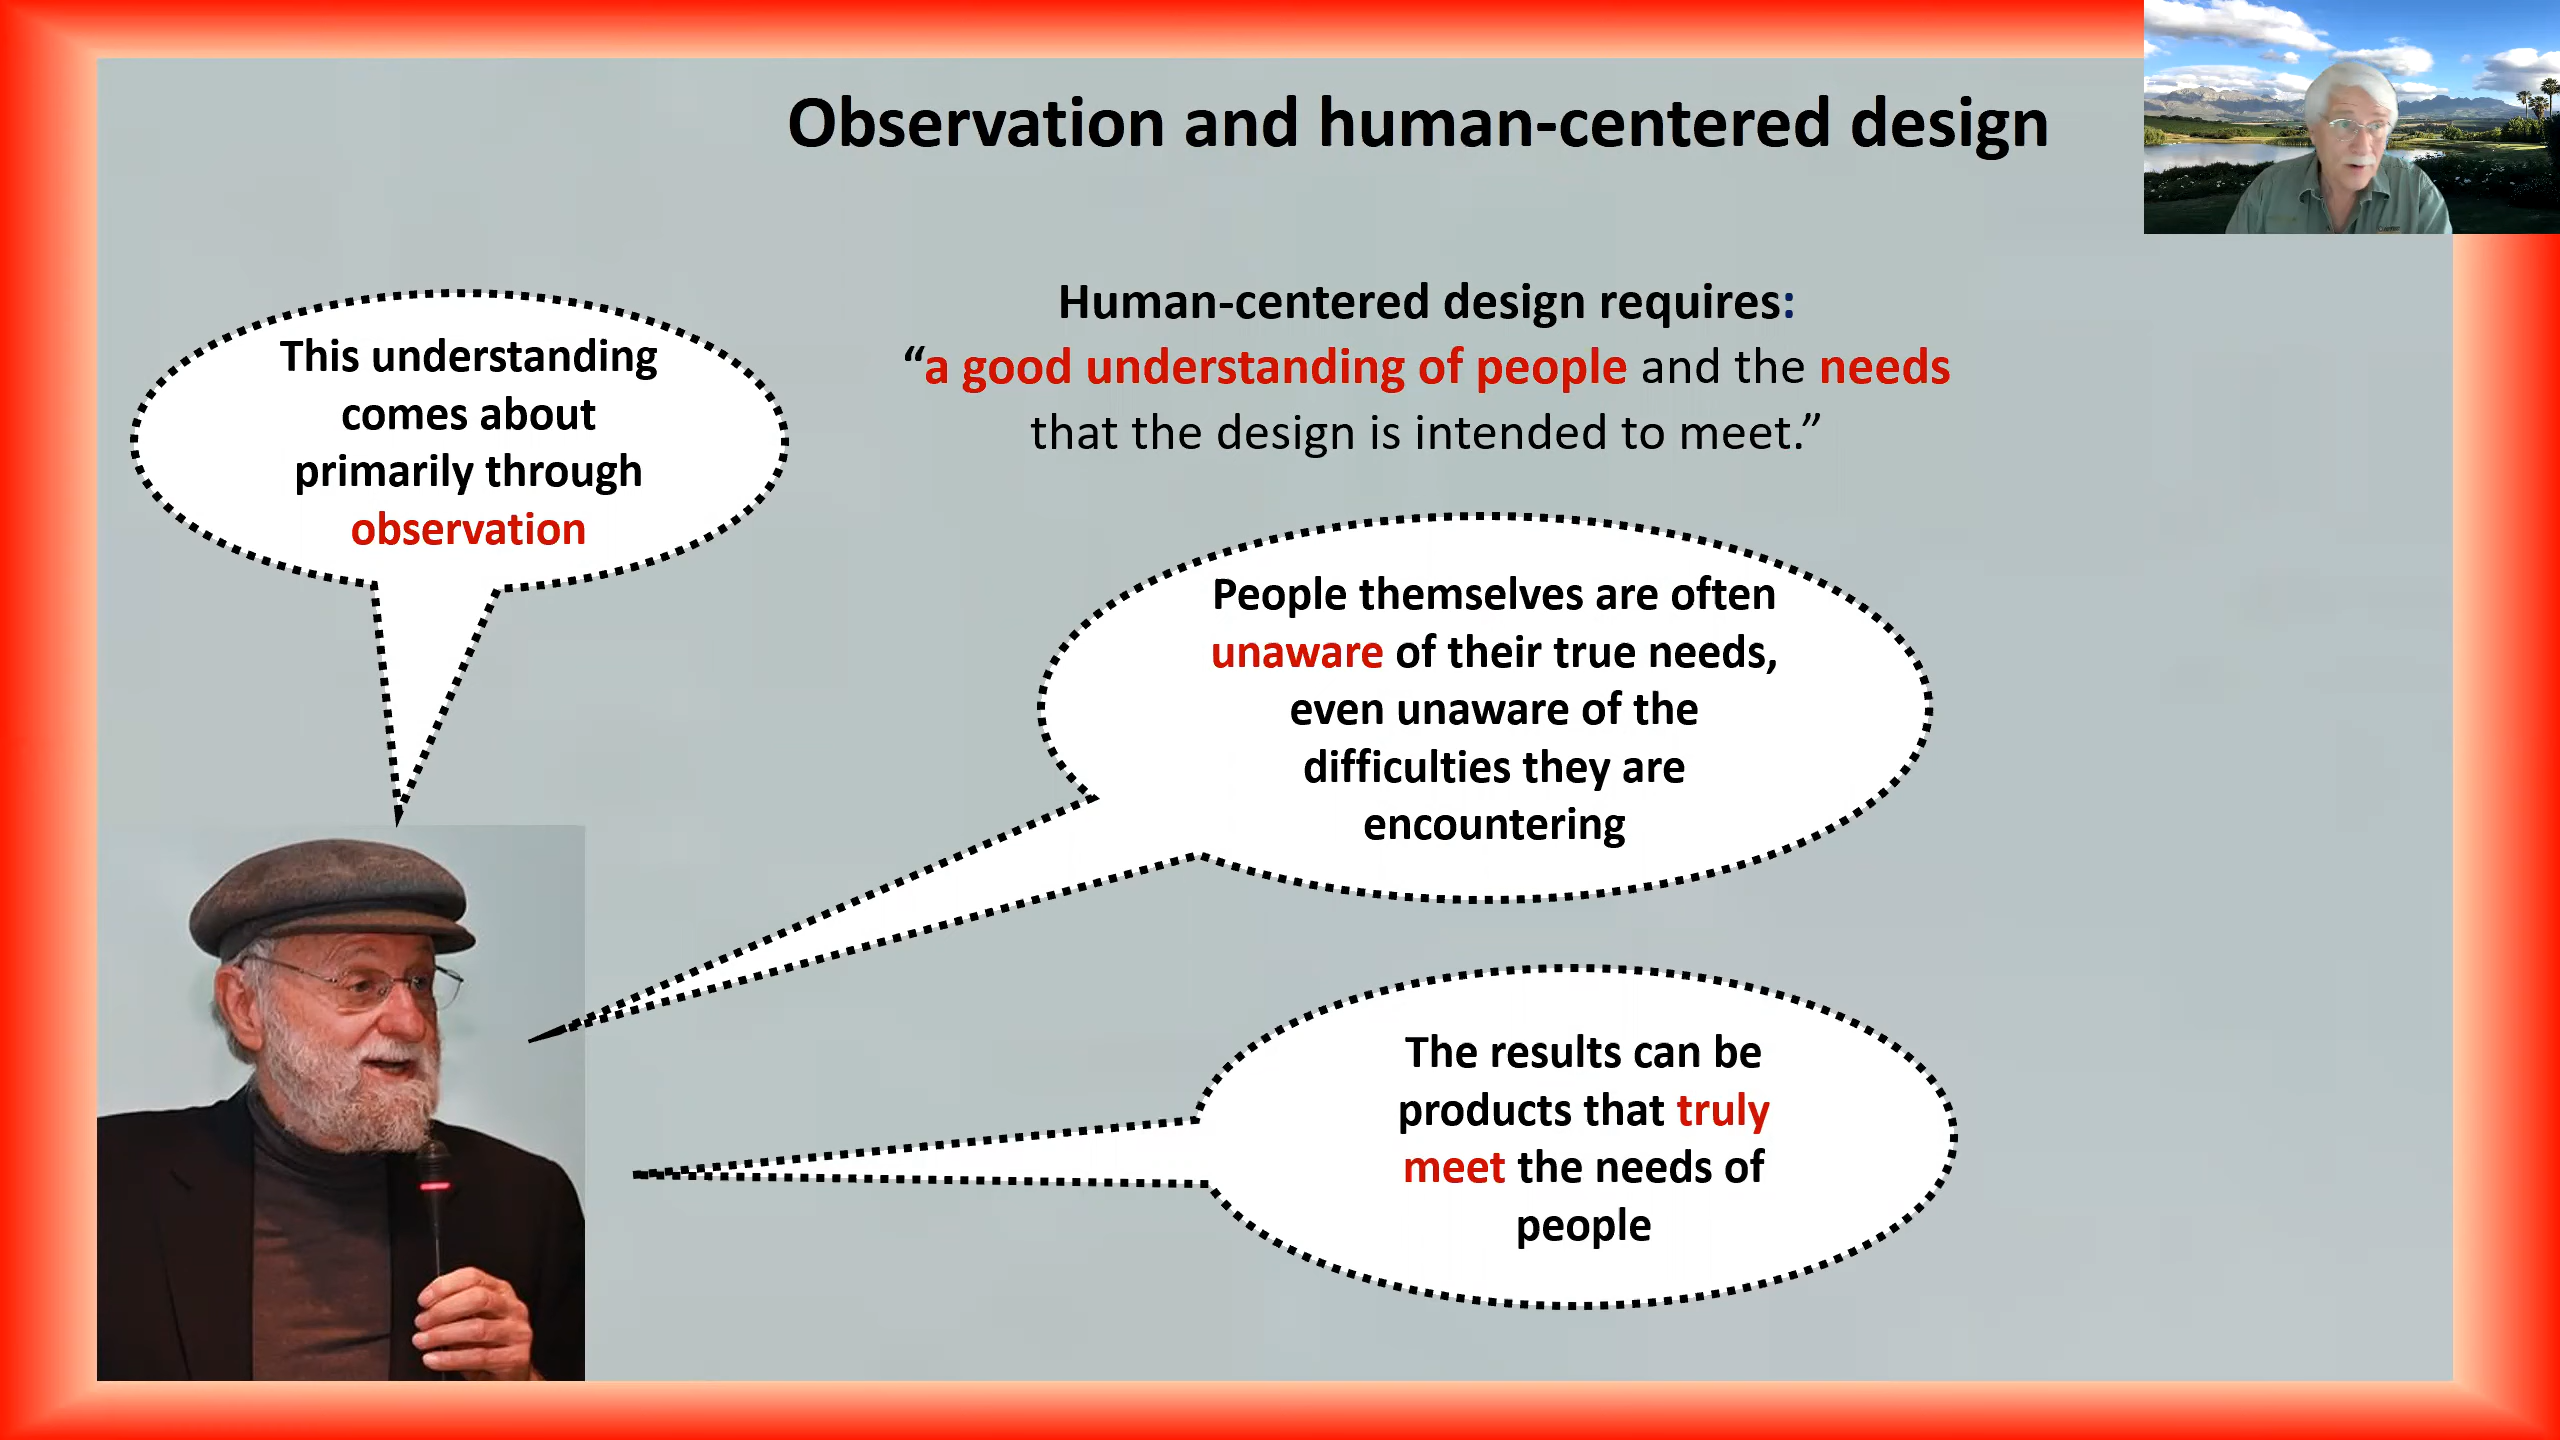 Observation and human-centered design
Human-centered design requires:
“a good understanding of people and the needs
that the design is intended to meet.”
This understanding
comes about
primarily through
observation
People themselves are often
unaware of their true needs,
even unaware of the
difficulties they are
encountering
The results can be
products that truly
meet the needs of
people